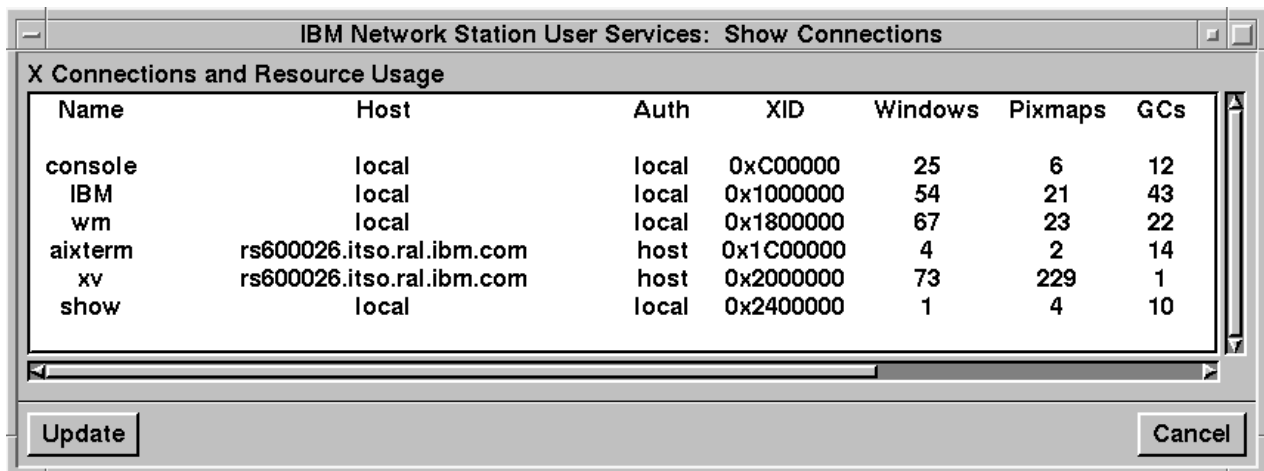 IBM Network Station User Services: Show Connections
X Connections and Resource Usage
Name Host Auth XID Windows Pixmaps GCs
console local local 0xC00000 25 6 12
IBM local local 0x1000000 54 21 43
wm local local 0x1800000 67 23 22
aixterm rs600026.itso.ral.ibm.com host 0x1C00000 4 2 14
xv rs600026.itso.ral.ibm.com host 0x2000000 73 229 1
show local local 0x2400000 1 4 10
Update Cancel